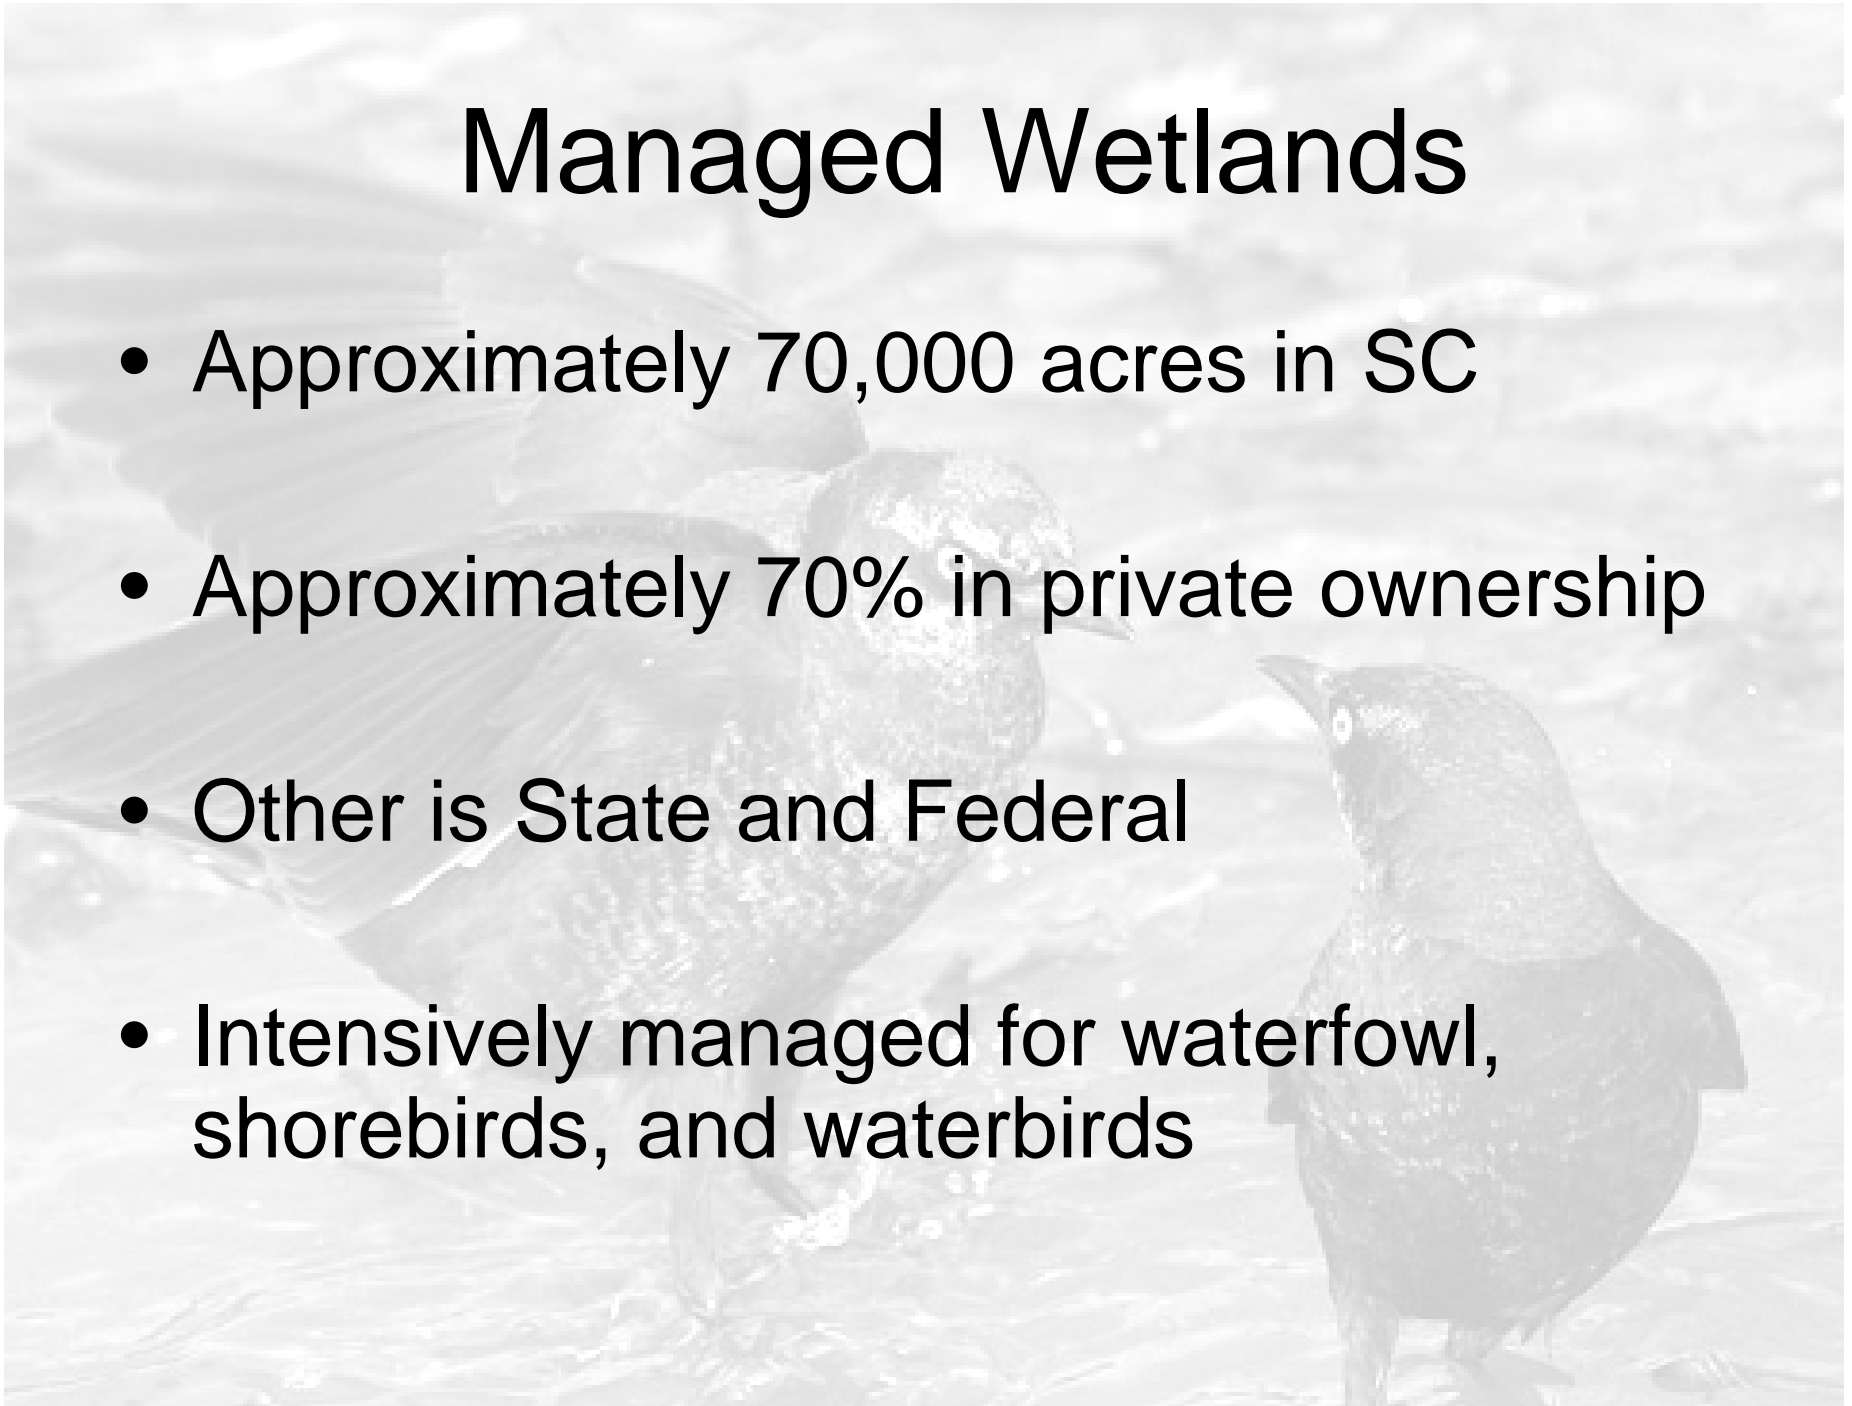 Managed Wetlands
• Approximately 70,000 acres in SC
• Approximately 70% in private ownership
• Other is State and Federal
• Intensively managed for waterfowl,
shorebirds, and waterbirds